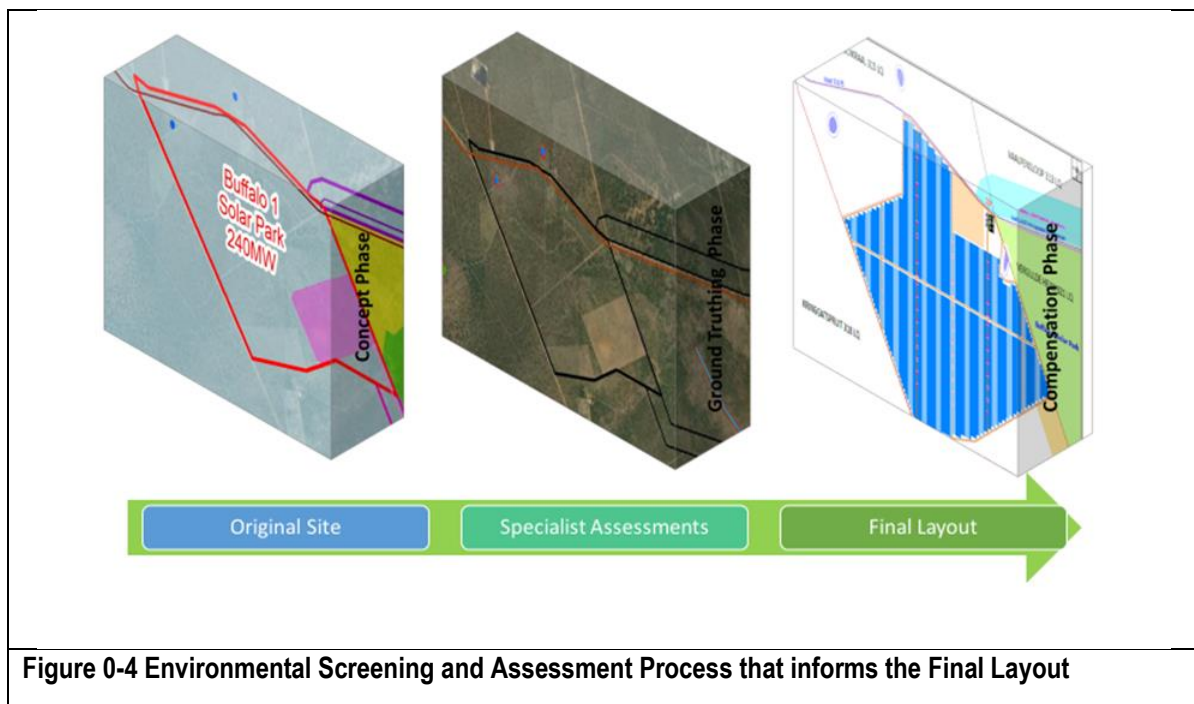 Buffalo 1
Solar Park
240MW
Concept Phase
Ground Truthing Phase
Compensation Phase
Original Site
Specialist Assessments
Final Layout
Figure 0-4 Environmental Screening and Assessment Process that informs the Final Layout